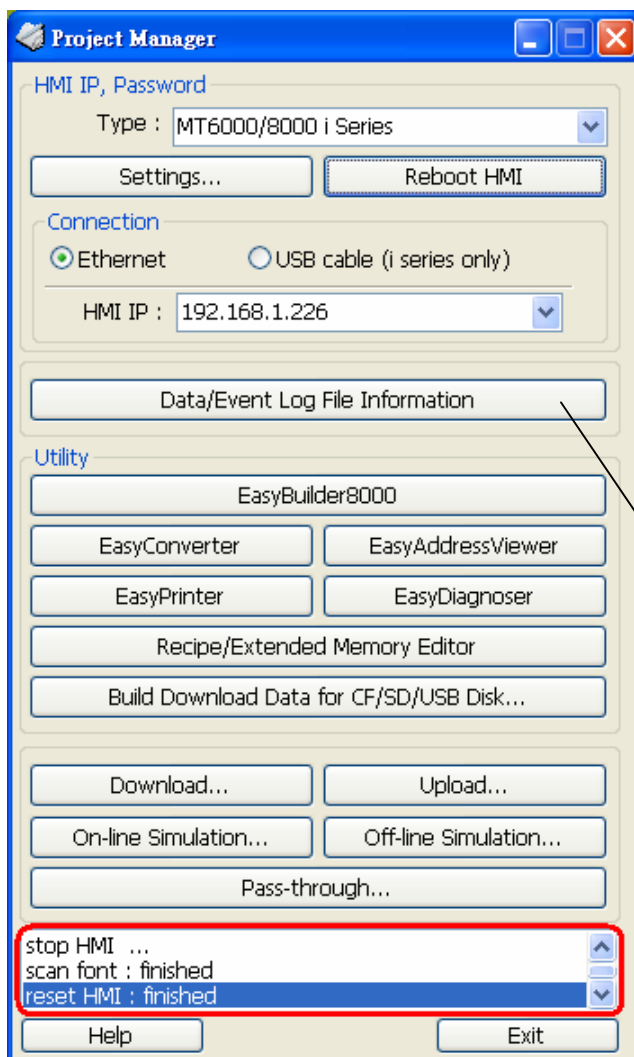 Project Manager
HMI IP, Password
Type : MT6000/8000 i Series
Settings... Reboot HMI
Connection
Ethernet USB cable (i series only)
HMI IP : 192.168.1.226
Data/Event Log File Information
Utility
EasyBuilder8000
EasyConverter EasyAddressViewer
EasyPrinter EasyDiagnoser
Recipe/Extended Memory Editor
Build Download Data for CF/SD/USB Disk...
Download... Upload...
On-line Simulation... Off-line Simulation...
Pass-through...
stop HMI ...
scan font : finished
reset HMI : finished
Help Exit